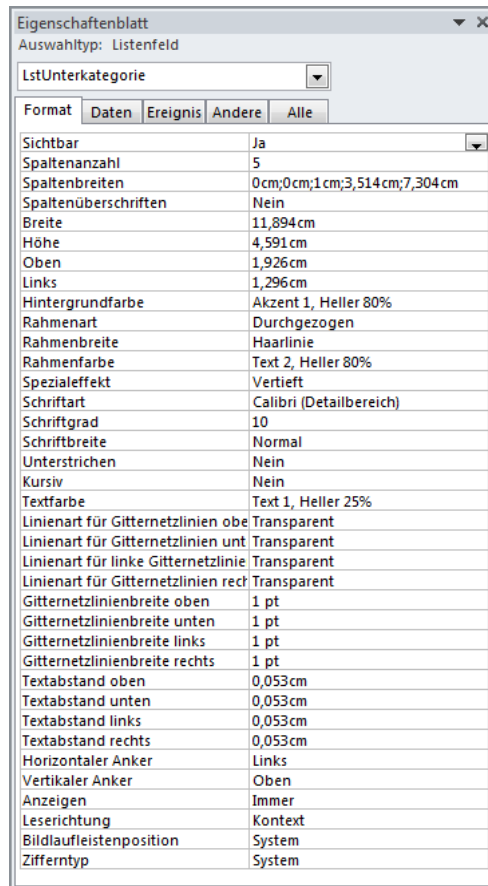 Eigenschaftenblatt
Auswahltyp: Listenfeld
LstUnterkategorie
Format Daten Ereignis Andere Alle
Sichtbar Ja
Spaltenanzahl 5
Spaltenbreiten 0cm;0cm;1cm;3,514cm;7,304cm
Spaltenüberschriften Nein
Breite 11,894cm
Höhe 4,591cm
Oben 1,926cm
Links 1,296cm
Hintergrundfarbe Akzent 1, Heller 80%
Rahmenart Durchgezogen
Rahmenbreite Haarlinie
Rahmenfarbe Text 2, Heller 80%
Spezialeffekt Vertieft
Schriftart Calibri (Detailbereich)
Schriftgrad 10
Schriftbreite Normal
Unterstrichen Nein
Kursiv Nein
Textfarbe Text 1, Heller 25%
Linienart für Gitternetzlinien obe Transparent
Linienart für Gitternetzlinien unt Transparent
Linienart für linke Gitternetzlinie Transparent
Linienart für Gitternetzlinien rech Transparent
Gitternetzlinienbreite oben 1 pt
Gitternetzlinienbreite unten 1 pt
Gitternetzlinienbreite links 1 pt
Gitternetzlinienbreite rechts 1 pt
Textabstand oben 0,053cm
Textabstand unten 0,053cm
Textabstand links 0,053cm
Textabstand rechts 0,053cm
Horizontaler Anker Links
Vertikaler Anker Oben
Anzeigen Immer
Leserichtung Kontext
Bildlaufleistenposition System
Zifferntyp System